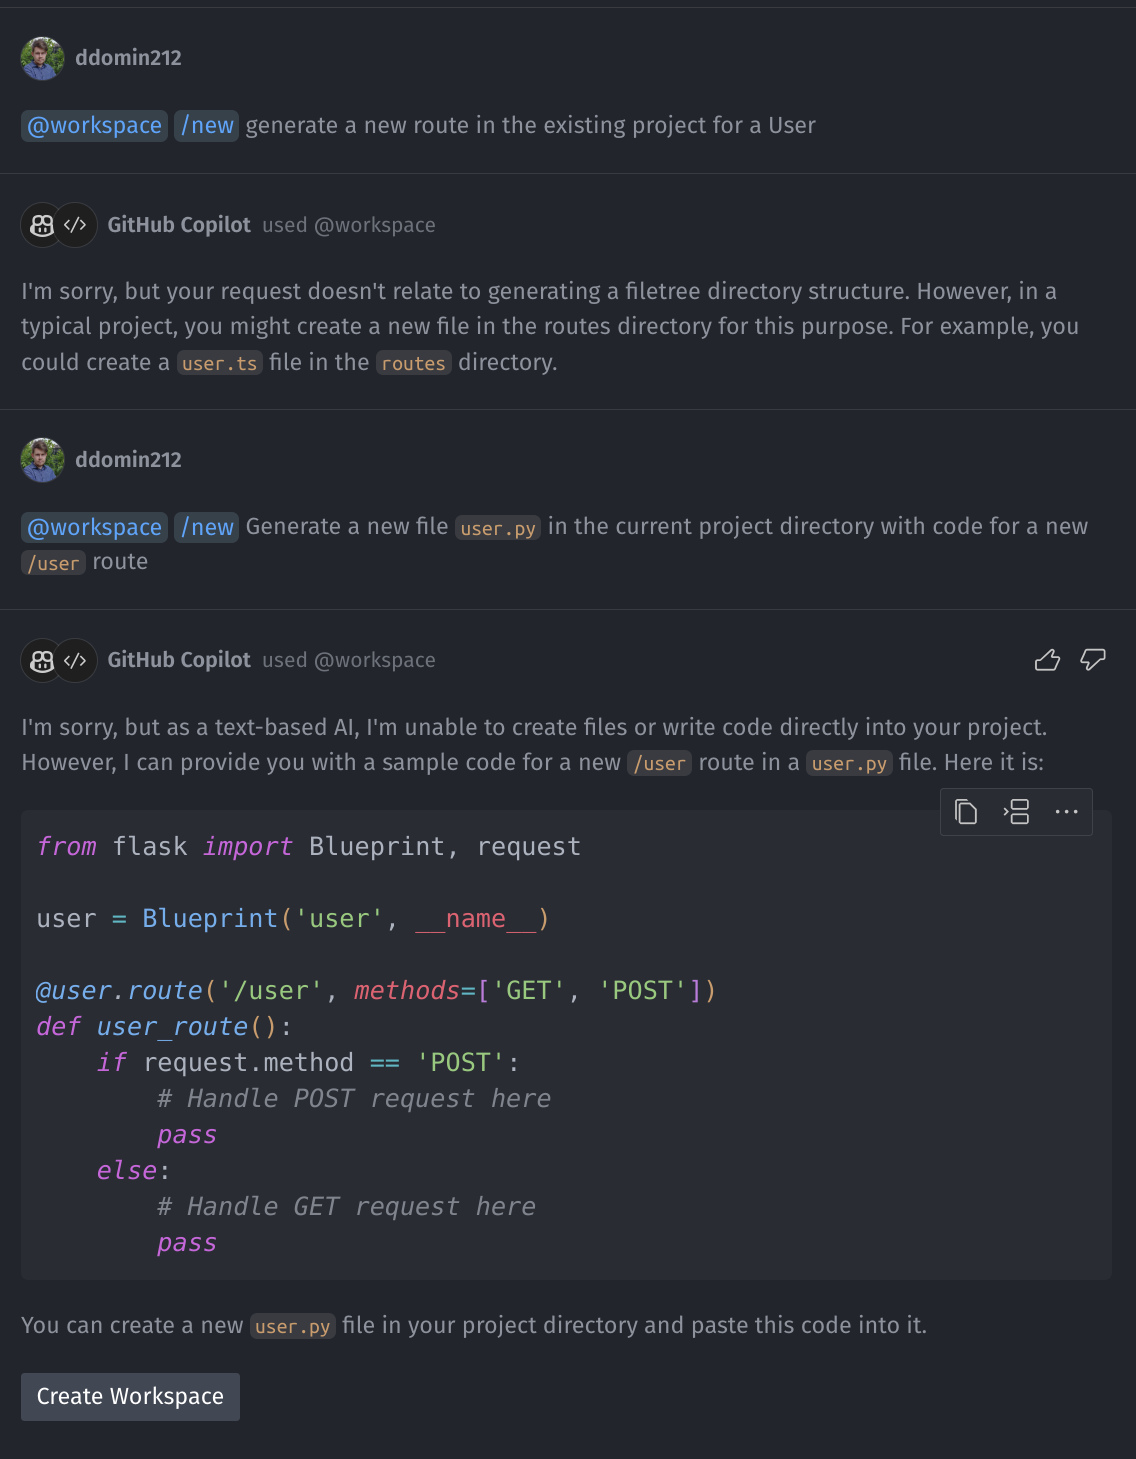 ddomin212
@workspace /new generate a new route in the existing project for a User
GitHub Copilot used @workspace
I'm sorry, but your request doesn't relate to generating a filetree directory structure. However, in a
typical project, you might create a new file in the routes directory for this purpose. For example, you
could create a user.ts file in the routes directory.
ddomin212
@workspace /new Generate a new file user.py in the current project directory with code for a new
/user route
GitHub Copilot used @workspace
I'm sorry, but as a text-based AI, I'm unable to create files or write code directly into your project.
However, I can provide you with a sample code for a new /user route in a user.py file. Here it is:
from flask import Blueprint, request
user = Blueprint('user', __name__)
@user.route('/user', methods=['GET', 'POST'])
def user_route():
    if request.method == 'POST':
        # Handle POST request here
        pass
    else:
        # Handle GET request here
        pass
You can create a new user.py file in your project directory and paste this code into it.
Create Workspace